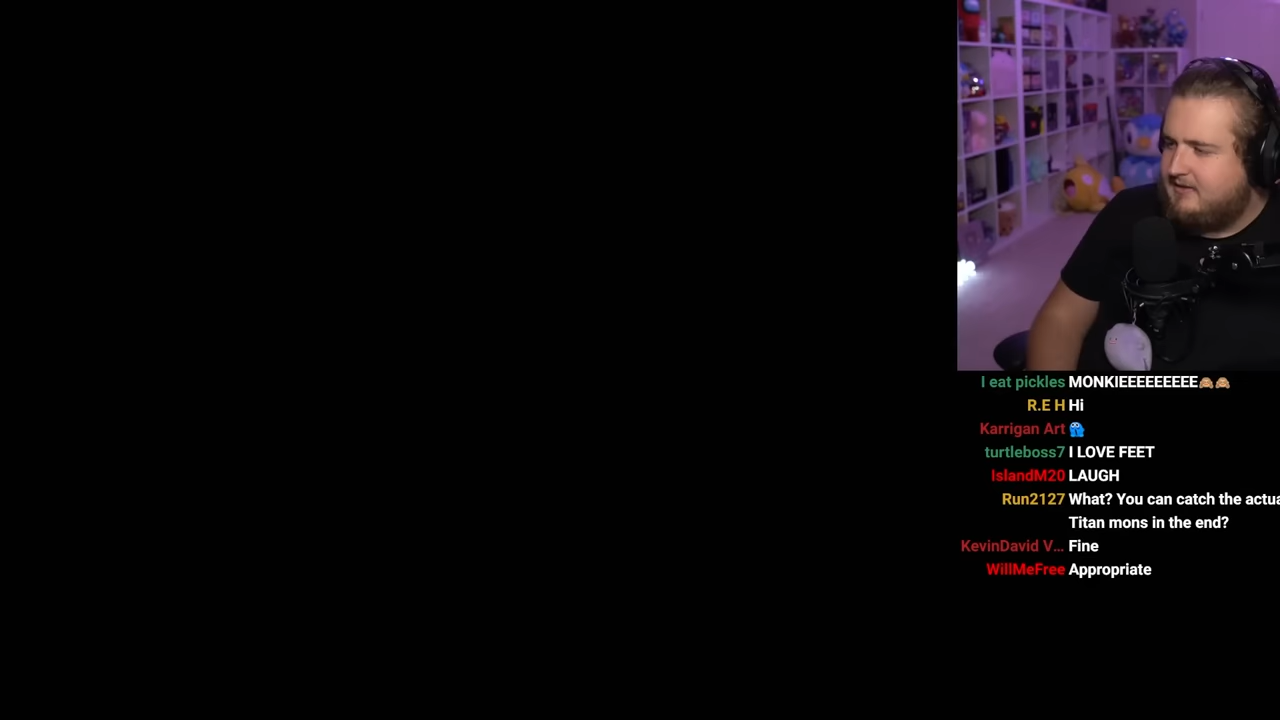 I eat pickles MONKIEEEEEEEEE🙈🙈
R.E H Hi
Karrigan Art
turtleboss7 I LOVE FEET
IslandM20 LAUGH
Run2127 What? You can catch the actua
Titan mons in the end?
KevinDavid V... Fine
WillMeFree Appropriate